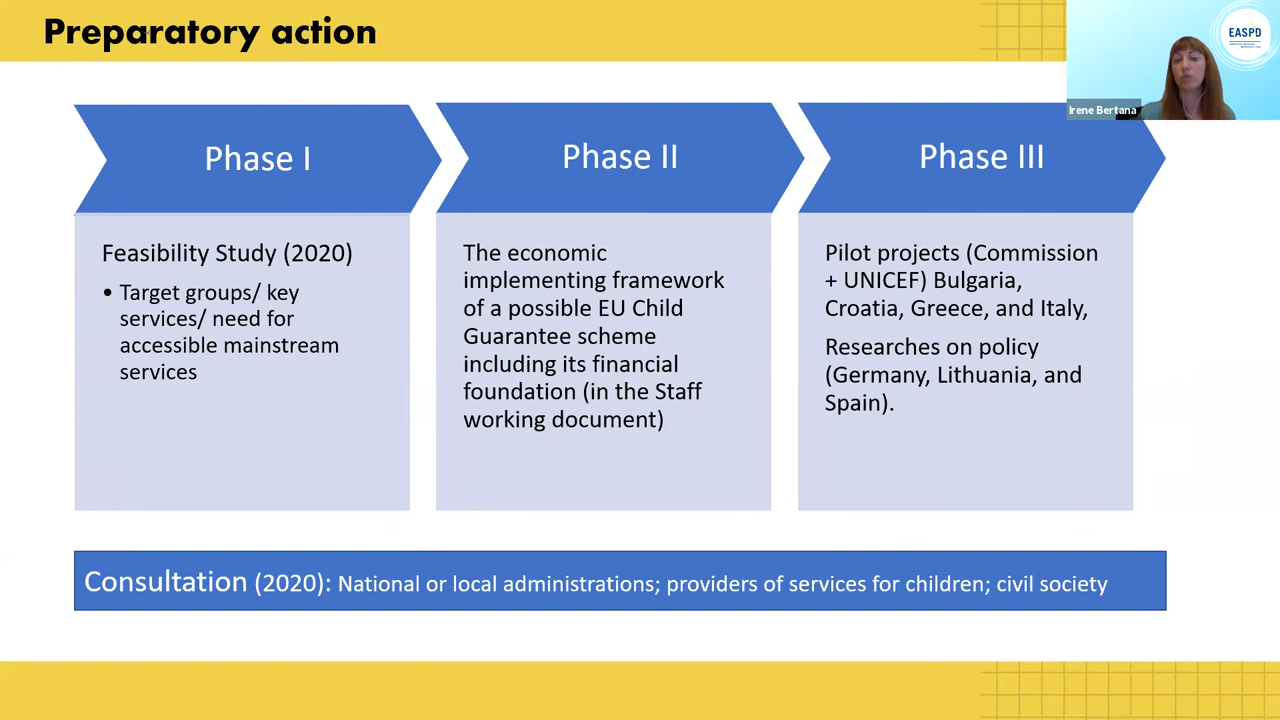 Preparatory action
EASPD
Irene Bertana
Phase I
Phase II
Phase III
Feasibility Study (2020)
• Target groups/ key
services/ need for
accessible mainstream
services
The economic
implementing framework
of a possible EU Child
Guarantee scheme
including its financial
foundation (in the Staff
working document)
Pilot projects (Commission
+ UNICEF) Bulgaria,
Croatia, Greece, and Italy,
Researches on policy
(Germany, Lithuania, and
Spain).
Consultation (2020): National or local administrations; providers of services for children; civil society